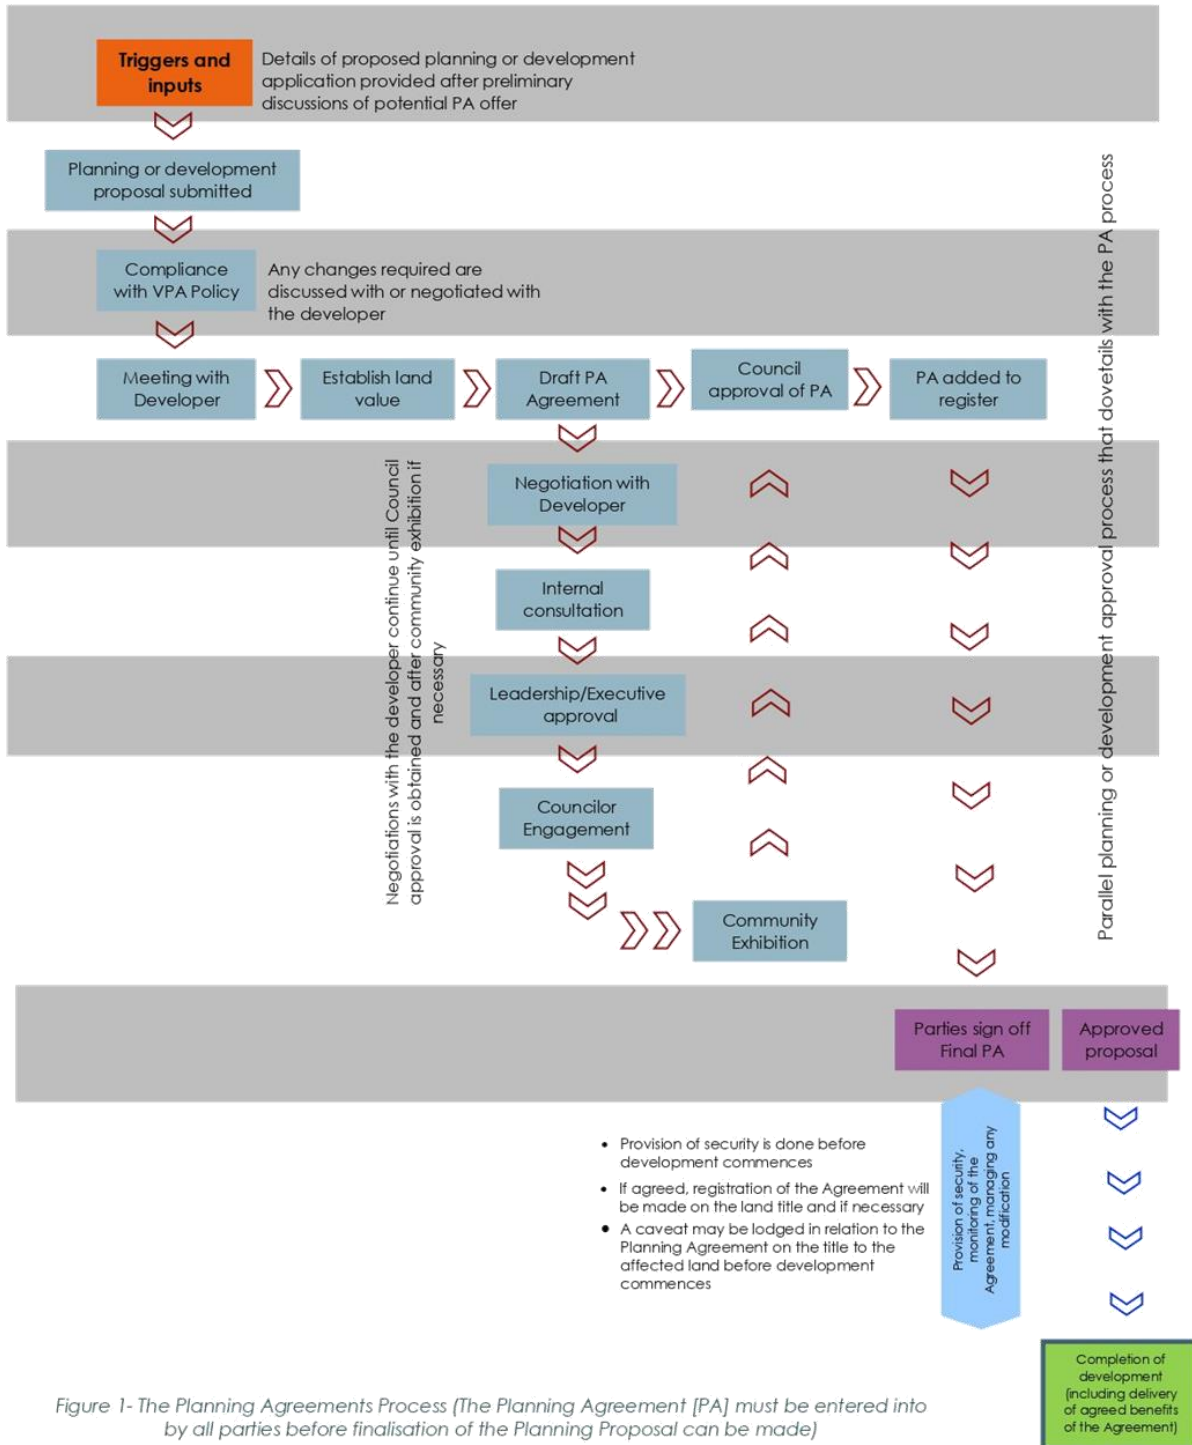 Triggers and
inputs
Details of proposed planning or development
application provided after preliminary
discussions of potential PA offer
Planning or development
proposal submitted
Compliance
with VPA Policy
Any changes required are
discussed with or negotiated with
the developer
Meeting with
Developer
Establish land
value
Draft PA
Agreement
Council
approval of PA
PA added to
register
Negotiation with
Developer
Internal
consultation
Leadership/Executive
approval
Councilor
Engagement
Community
Exhibition
Negotiations with the developer continue until Council
approval is obtained and after community exhibition if
necessary
Parallel planning or development approval process that dovetails with the PA process
Parties sign off
Final PA
Approved
proposal
• Provision of security is done before
development commences
• If agreed, registration of the Agreement will
be made on the land title and if necessary
• A caveat may be lodged in relation to the
Planning Agreement on the title to the
affected land before development
commences
Provision of security,
monitoring of the
Agreement, managing any
modification
Completion of
development
(including delivery
of agreed benefits
of the Agreement)
Figure 1- The Planning Agreements Process (The Planning Agreement [PA] must be entered into
by all parties before finalisation of the Planning Proposal can be made)